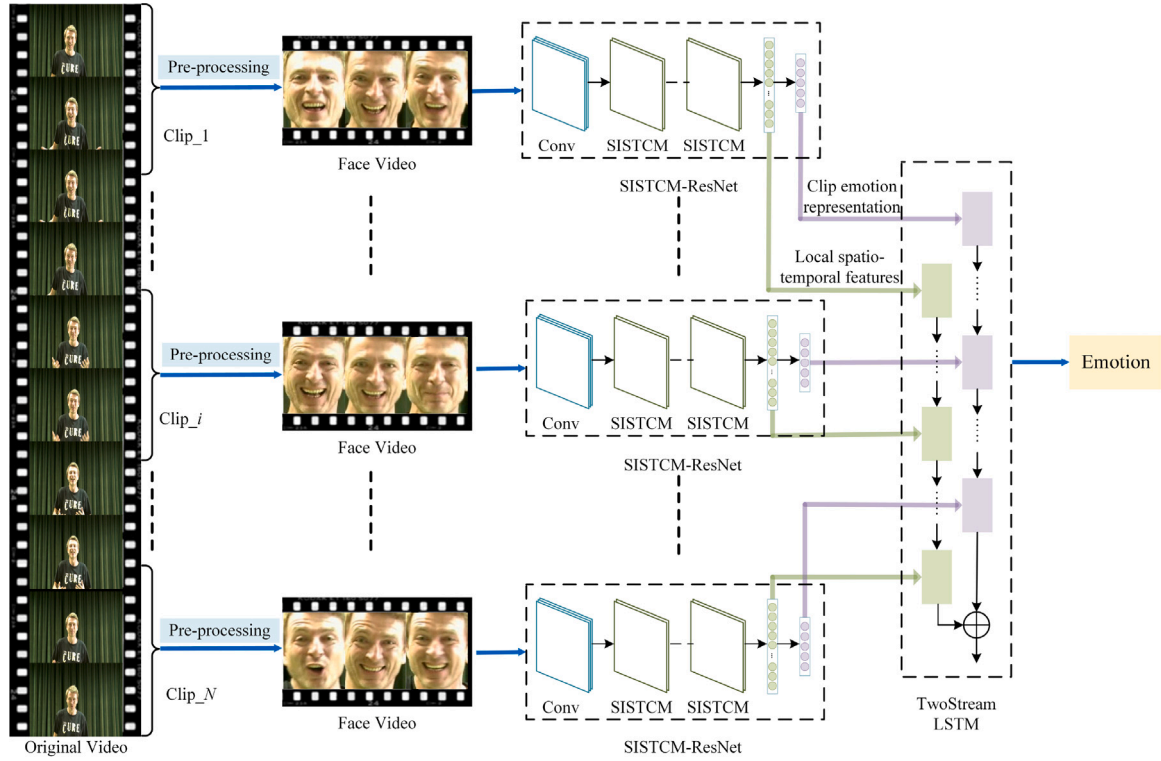 Pre-processing
Clip_1
Face Video
Conv
SISTCM
SISTCM
SISTCM-ResNet
Clip emotion
representation
Local spatio-
temporal features
Pre-processing
Clip_i
Face Video
Conv
SISTCM
SISTCM
SISTCM-ResNet
Emotion
Pre-processing
Clip_N
Face Video
Conv
SISTCM
SISTCM
SISTCM-ResNet
TwoStream
LSTM
Original Video
CURE
24